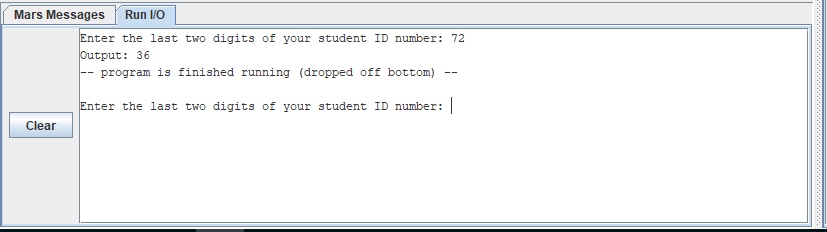 Mars Messages Run I/O
Enter the last two digits of your student ID number: 72
Output: 36
-- program is finished running (dropped off bottom) --
Enter the last two digits of your student ID number:
Clear